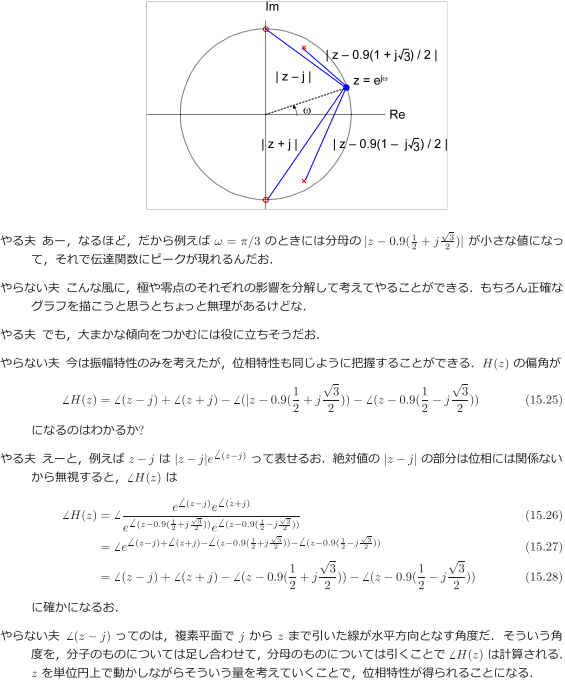 Im
| z – 0.9(1 + j√3) / 2 |
| z – j |
z = e^{jω}
ω
Re
| z + j |
| z – 0.9(1 – j√3) / 2 |
やる夫 あー，なるほど，だから例えば ω = π/3 のときには分母の |z − 0.9(\frac{1}{2} + j\frac{√3}{2})| が小さな値になっ
て，それで伝達関数にピークが現れるんだお．
やらない夫 こんな風に，極や零点のそれぞれの影響を分解して考えてやることができる．もちろん正確な
グラフを描こうと思うとちょっと無理があるけどな．
やる夫 でも，大まかな傾向をつかむには役に立ちそうだお．
やらない夫 今は振幅特性のみを考えたが，位相特性も同じように把握することができる．H(z) の偏角が
∠H(z) = ∠(z − j) + ∠(z + j) − ∠(|z − 0.9(\frac{1}{2} + j\frac{√3}{2})) − ∠(z − 0.9(\frac{1}{2} − j\frac{√3}{2})) (15.25)
になるのはわかるか?
やる夫 えーと，例えば z − j は |z − j|e^{∠(z−j)} って表せるお．絶対値の |z − j| の部分は位相には関係ない
から無視すると，∠H(z) は
∠H(z) = ∠\frac{e^{∠(z−j)}e^{∠(z+j)}}{e^{∠(z−0.9(\frac{1}{2}+j\frac{√3}{2}))}e^{∠(z−0.9(\frac{1}{2}−j\frac{√3}{2}))}} (15.26)
= ∠e^{∠(z−j)+∠(z+j)−∠(z−0.9(\frac{1}{2}+j\frac{√3}{2}))−∠(z−0.9(\frac{1}{2}−j\frac{√3}{2}))} (15.27)
= ∠(z − j) + ∠(z + j) − ∠(z − 0.9(\frac{1}{2} + j\frac{√3}{2})) − ∠(z − 0.9(\frac{1}{2} − j\frac{√3}{2})) (15.28)
に確かになるお．
やらない夫 ∠(z − j) ってのは，複素平面で j から z まで引いた線が水平方向となす角度だ．そういう角
度を，分子のものについては足し合わせて，分母のものについては引くことで ∠H(z) は計算される．
z を単位円上で動かしながらそういう量を考えていくことで，位相特性が得られることになる．